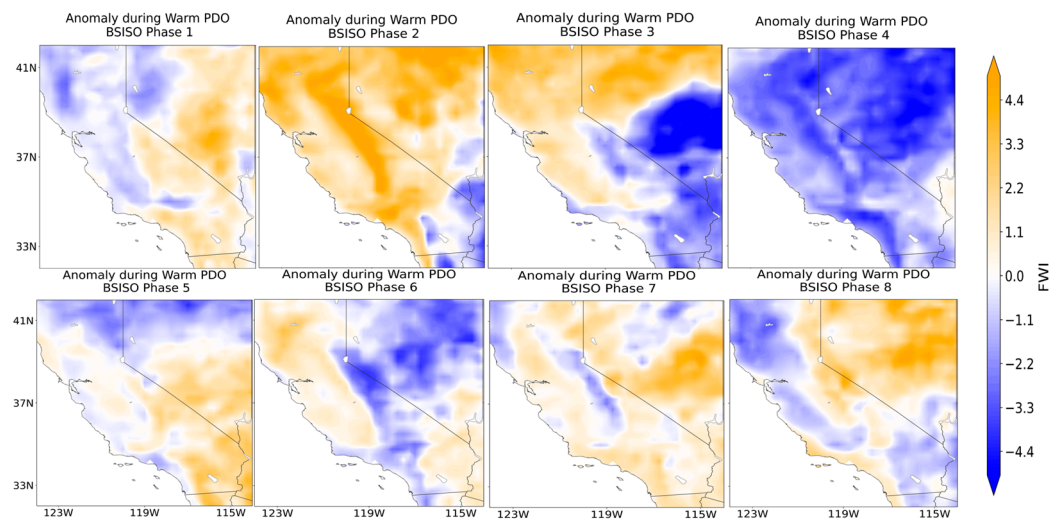 Anomaly during Warm PDO
BSISO Phase 1
Anomaly during Warm PDO
BSISO Phase 2
Anomaly during Warm PDO
BSISO Phase 3
Anomaly during Warm PDO
BSISO Phase 4
41N
37N
33N
Anomaly during Warm PDO
BSISO Phase 5
Anomaly during Warm PDO
BSISO Phase 6
Anomaly during Warm PDO
BSISO Phase 7
Anomaly during Warm PDO
BSISO Phase 8
41N
37N
33N
123W 119W 115W
123W 119W 115W
123W 119W 115W
123W 119W 115W
4.4
3.3
2.2
1.1
0.0
−1.1
−2.2
−3.3
−4.4
FWI